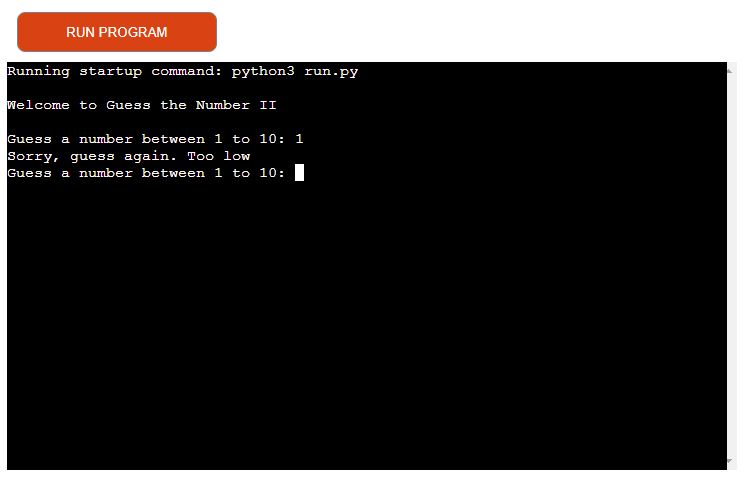 RUN PROGRAM
Running startup command: python3 run.py
Welcome to Guess the Number II
Guess a number between 1 to 10: 1
Sorry, guess again. Too low
Guess a number between 1 to 10: